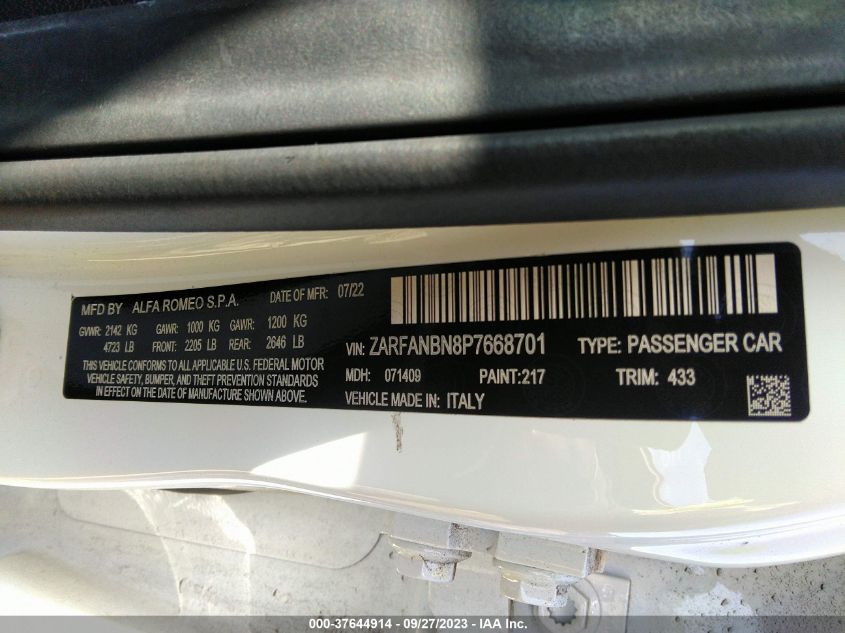 MFD BY ALFA ROMEO S.P.A. DATE OF MFR: 07/22
GVWR: 2142 KG GAWR: 1000 KG GAWR: 1200 KG
4723 LB FRONT: 2205 LB REAR: 2646 LB
THIS VEHICLE CONFORMS TO ALL APPLICABLE U.S. FEDERAL MOTOR
VEHICLE SAFETY, BUMPER, AND THEFT PREVENTION STANDARDS
IN EFFECT ON THE DATE OF MANUFACTURE SHOWN ABOVE.
VIN: ZARFANBN8P7668701 TYPE: PASSENGER CAR
MDH: 071409 PAINT:217 TRIM: 433
VEHICLE MADE IN: ITALY
000-37644914 - 09/27/2023 - IAA Inc.